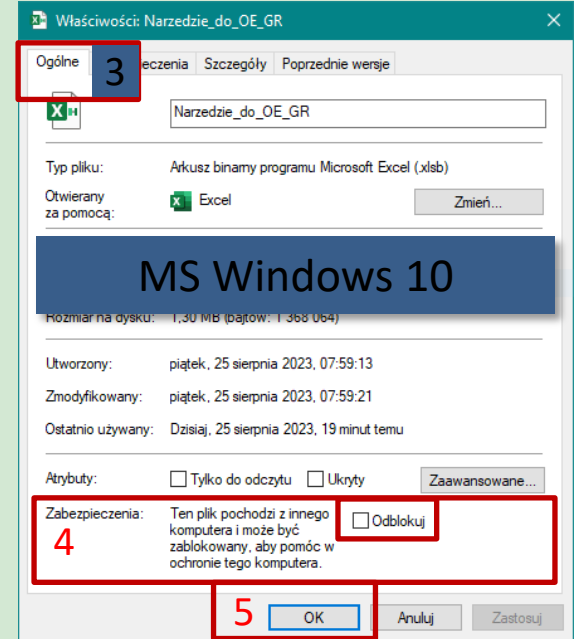 Właściwości: Narzedzie_do_OE_GR
Ogólne 3 eczenia Szczegóły Poprzednie wersje
Narzedzie_do_OE_GR
Typ pliku: Arkusz binarny programu Microsoft Excel (.xlsb)
Otwierany za pomocą: Excel Zmień...
MS Windows 10
Rozmiar na dysku: 1,30 MB (bajtów: 1 368 064)
Utworzony: piątek, 25 sierpnia 2023, 07:59:13
Zmodyfikowany: piątek, 25 sierpnia 2023, 07:59:21
Ostatnio używany: Dzisiaj, 25 sierpnia 2023, 19 minut temu
Atrybuty: Tylko do odczytu Ukryty Zaawansowane...
Zabezpieczenia: Ten plik pochodzi z innego
komputera i może być
zablokowany, aby pomóc w
ochronie tego komputera.
Odblokuj
4
5 OK Anuluj Zastosuj